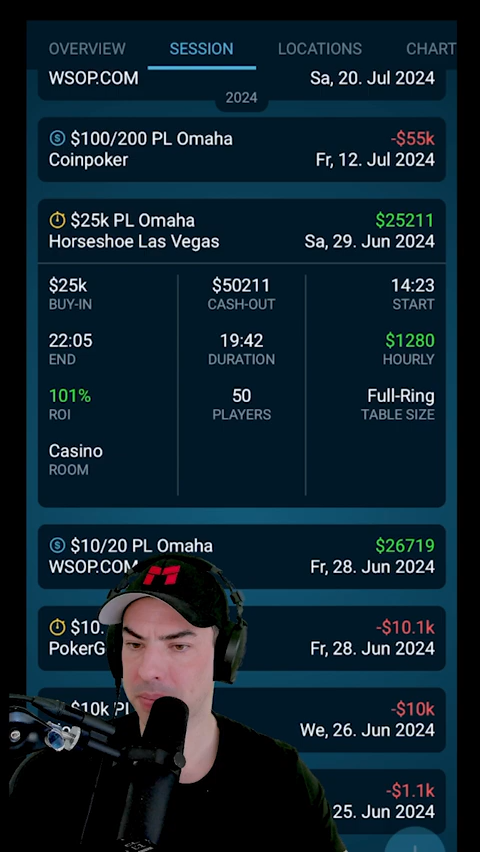 OVERVIEW SESSION LOCATIONS CHART
WSOP.COM Sa, 20. Jul 2024
2024
$100/200 PL Omaha -$55k
Coinpoker Fr, 12. Jul 2024
$25k PL Omaha $25211
Horseshoe Las Vegas Sa, 29. Jun 2024
$25k $50211 14:23
BUY-IN CASH-OUT START
22:05 19:42 $1280
END DURATION HOURLY
101% 50 Full-Ring
ROI PLAYERS TABLE SIZE
Casino
ROOM
$10/20 PL Omaha $26719
WSOP.COM Fr, 28. Jun 2024
$10. -$10.1k
PokerG Fr, 28. Jun 2024
$10k Pl -$10k
We, 26. Jun 2024
-$1.1k
25. Jun 2024